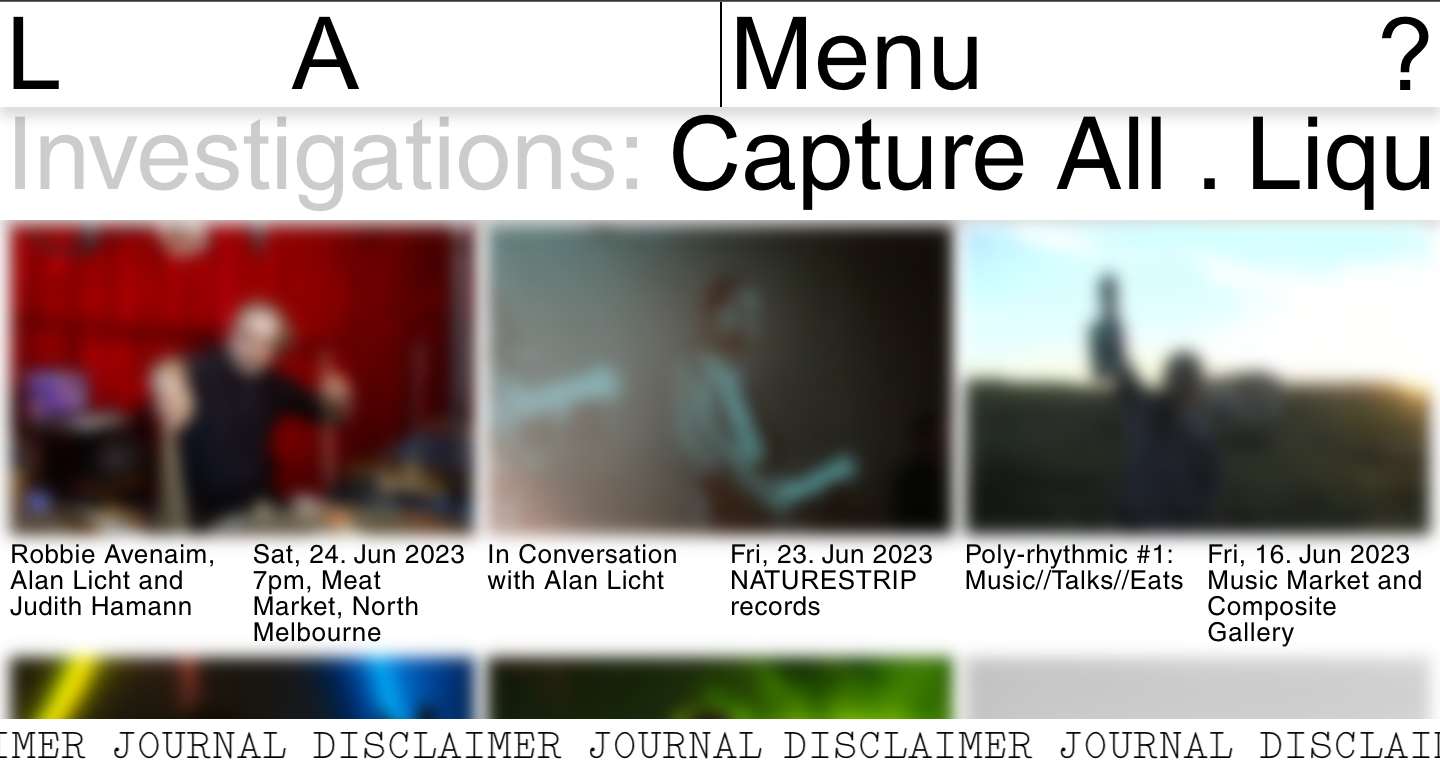 L A
Menu ?
Investigations: Capture All . Liqu
Robbie Avenaim,
Alan Licht and
Judith Hamann
Sat, 24. Jun 2023
7pm, Meat
Market, North
Melbourne
In Conversation
with Alan Licht
Fri, 23. Jun 2023
NATURESTRIP
records
Poly-rhythmic #1:
Music//Talks//Eats
Fri, 16. Jun 2023
Music Market and
Composite
Gallery
IMER JOURNAL DISCLAIMER JOURNAL DISCLAIMER JOURNAL DISCLAI